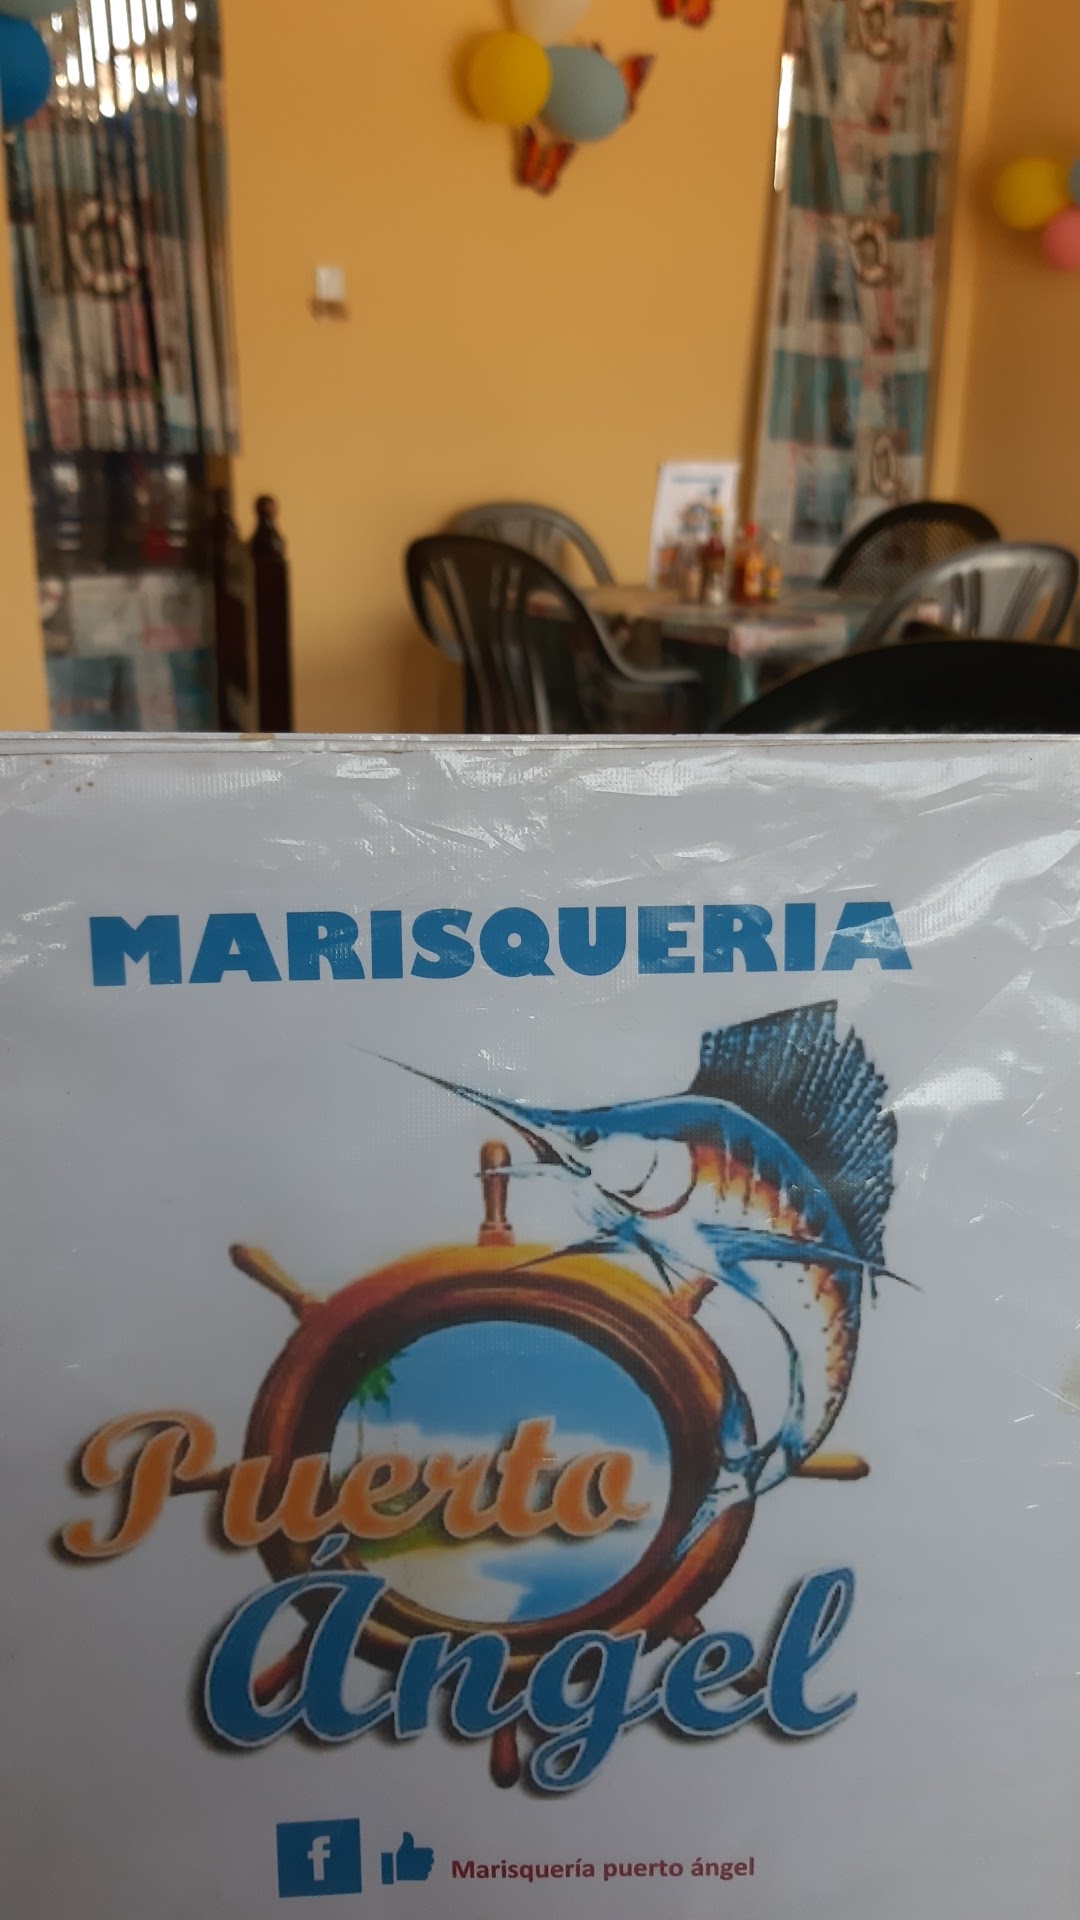 MARISQUERIA
Puerto
Ángel
f Marisquería puerto ángel